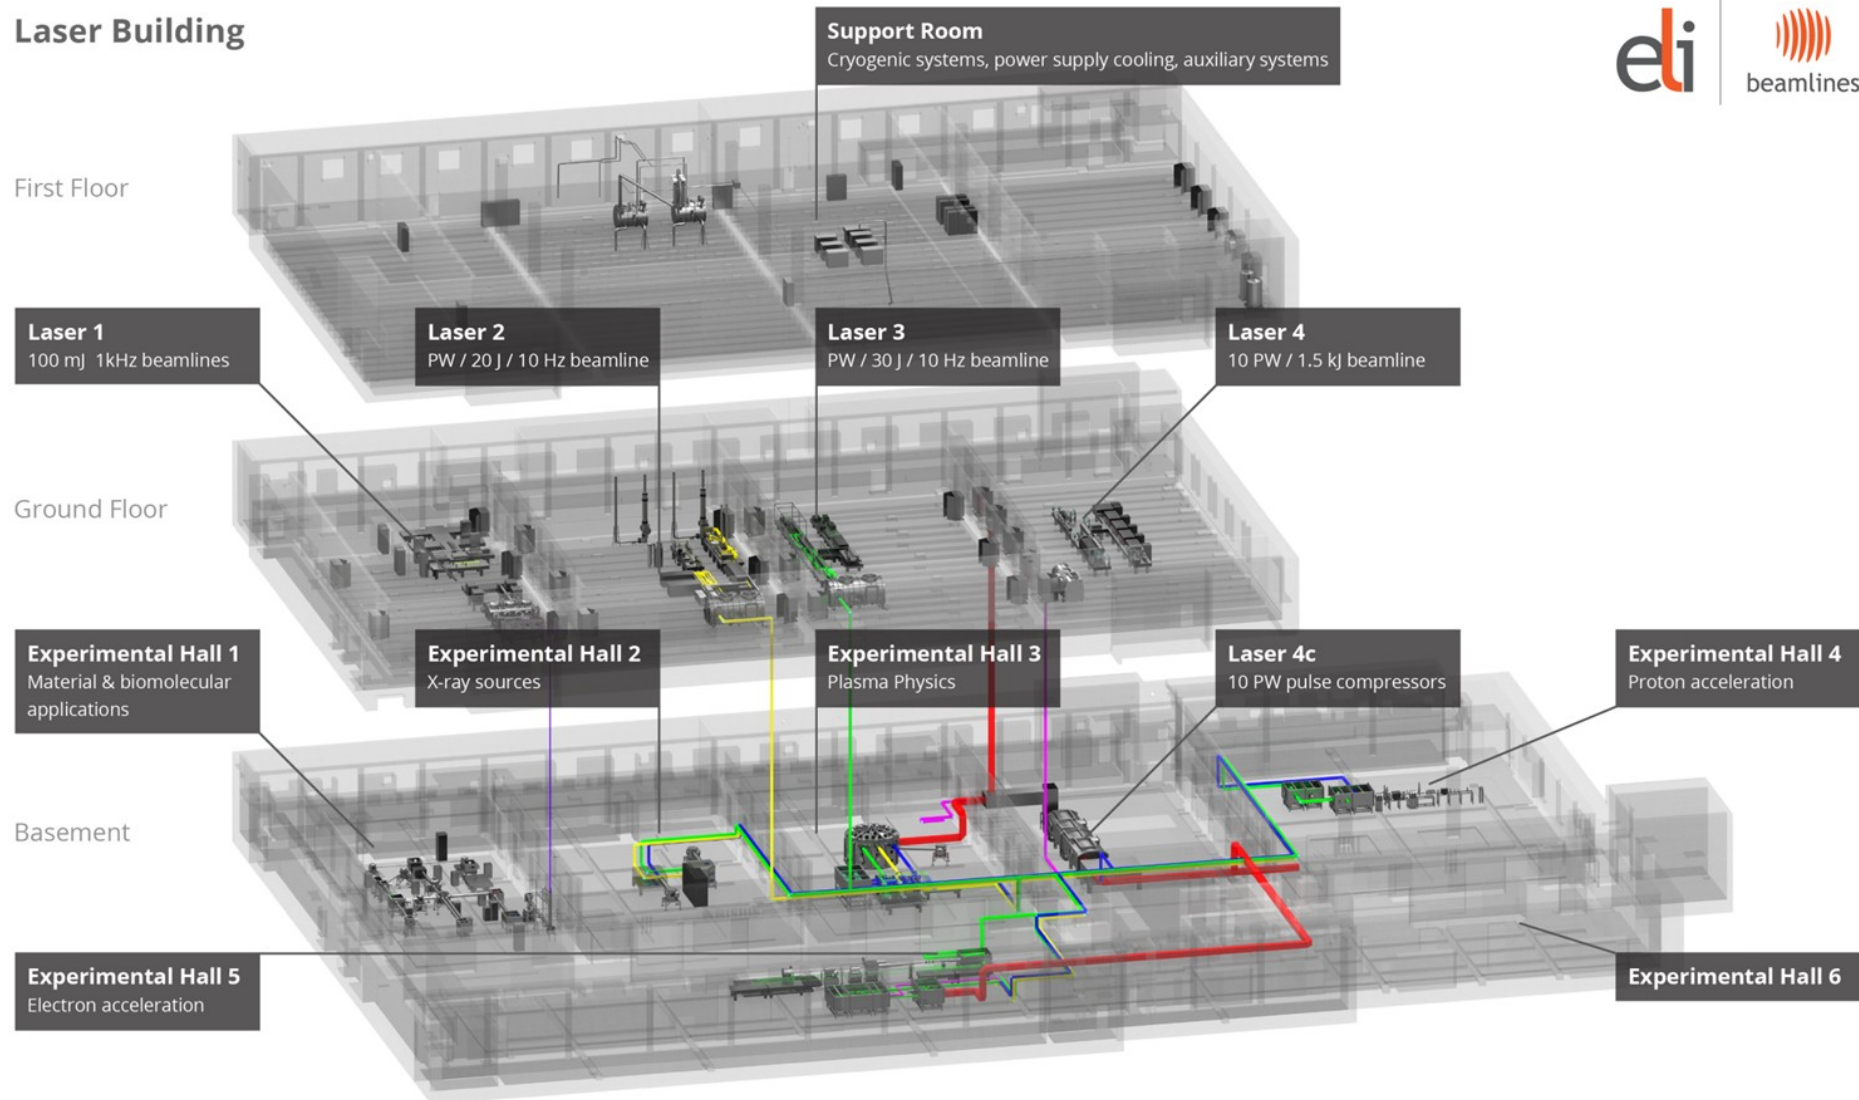 Laser Building
Support Room
Cryogenic systems, power supply cooling, auxiliary systems
eli
beamlines
First Floor
Laser 1
100 mJ 1kHz beamlines
Laser 2
PW / 20 J / 10 Hz beamline
Laser 3
PW / 30 J / 10 Hz beamline
Laser 4
10 PW / 1.5 kJ beamline
Ground Floor
Experimental Hall 1
Material & biomolecular
applications
Experimental Hall 2
X-ray sources
Experimental Hall 3
Plasma Physics
Laser 4c
10 PW pulse compressors
Experimental Hall 4
Proton acceleration
Basement
Experimental Hall 5
Electron acceleration
Experimental Hall 6